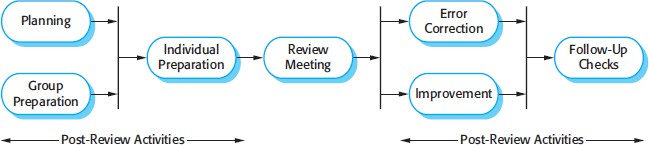 Planning
Group
Preparation
Individual
Preparation
Review
Meeting
Error
Correction
Improvement
Follow-Up
Checks
Post-Review Activities
Post-Review Activities